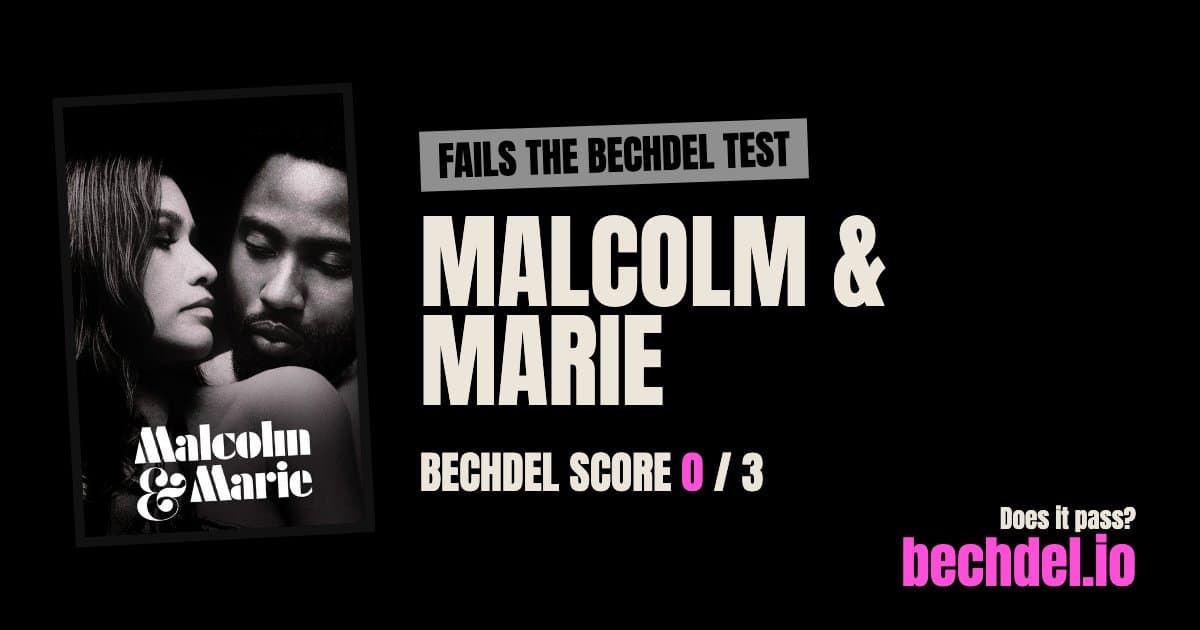 FAILS THE BECHDEL TEST
MALCOLM &
MARIE
BECHDEL SCORE 0 / 3
Malcolm
& Marie
Does it pass?
bechdel.io